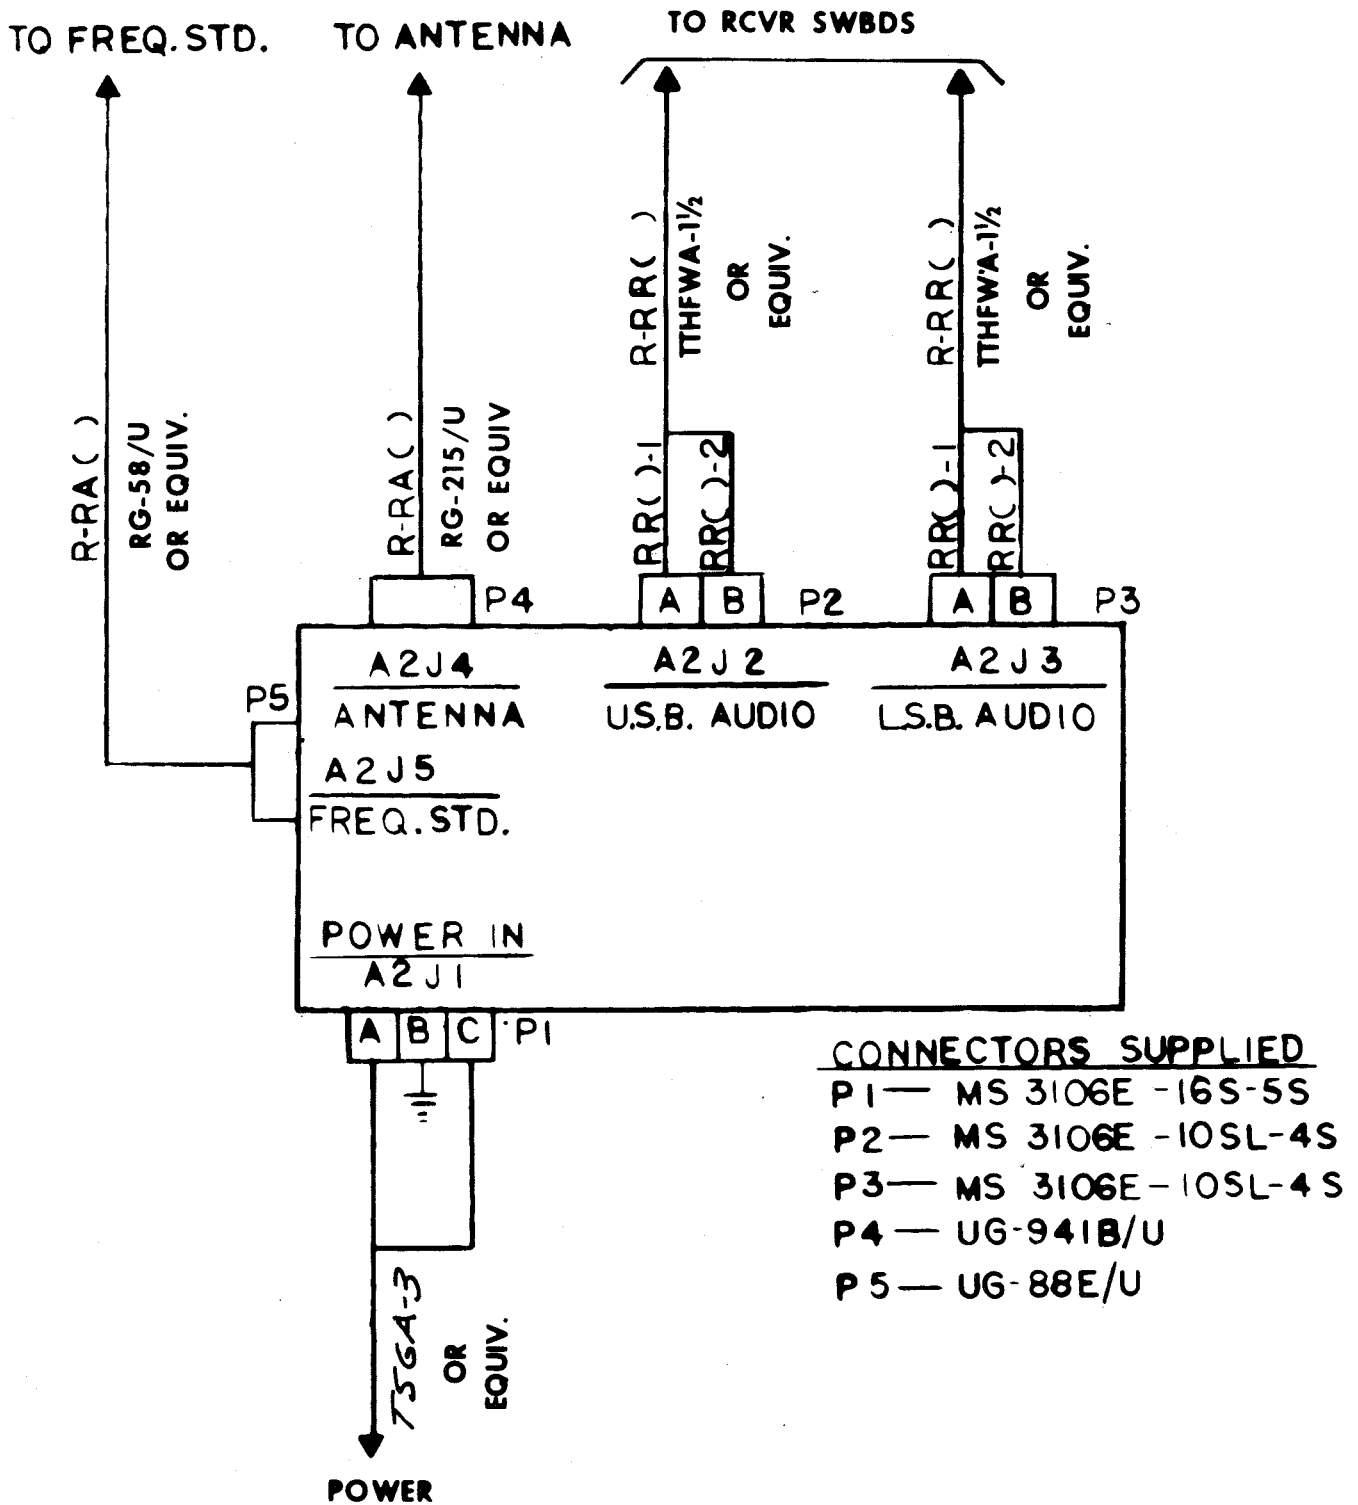 TO FREQ. STD.
TO ANTENNA
TO RCVR SWBDS
R-RA( )
RG-58/U
OR EQUIV.
R-RA( )
RG-215/U
OR EQUIV
R-RR( )
TTHFWA-1½
OR
EQUIV.
RR( )-1
RR( )-2
R-RR( )
TTHFWA-1½
OR
EQUIV.
RR( )-1
RR( )-2
P4
A B P2
A B P3
A2J4
ANTENNA
A2J2
U.S.B. AUDIO
A2J3
L.S.B. AUDIO
P5
A2J5
FREQ. STD.
POWER IN
A2J1
A B C P1
CONNECTORS SUPPLIED
P1— MS 3106E -16S-5S
P2— MS 3106E -10SL-4S
P3— MS 3106E-10SL-4S
P4— UG-941B/U
P5— UG-88E/U
TSGA-3
OR
EQUIV.
POWER